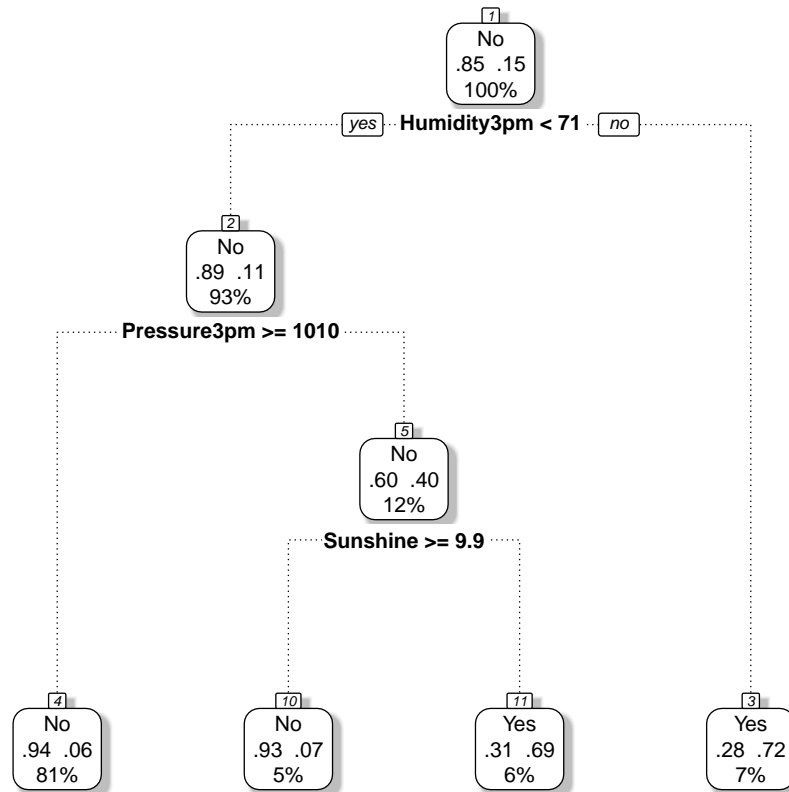 1
No
.85 .15
100%
yes Humidity3pm < 71 no
2
No
.89 .11
93%
Pressure3pm >= 1010
5
No
.60 .40
12%
Sunshine >= 9.9
4
No
.94 .06
81%
10
No
.93 .07
5%
11
Yes
.31 .69
6%
3
Yes
.28 .72
7%